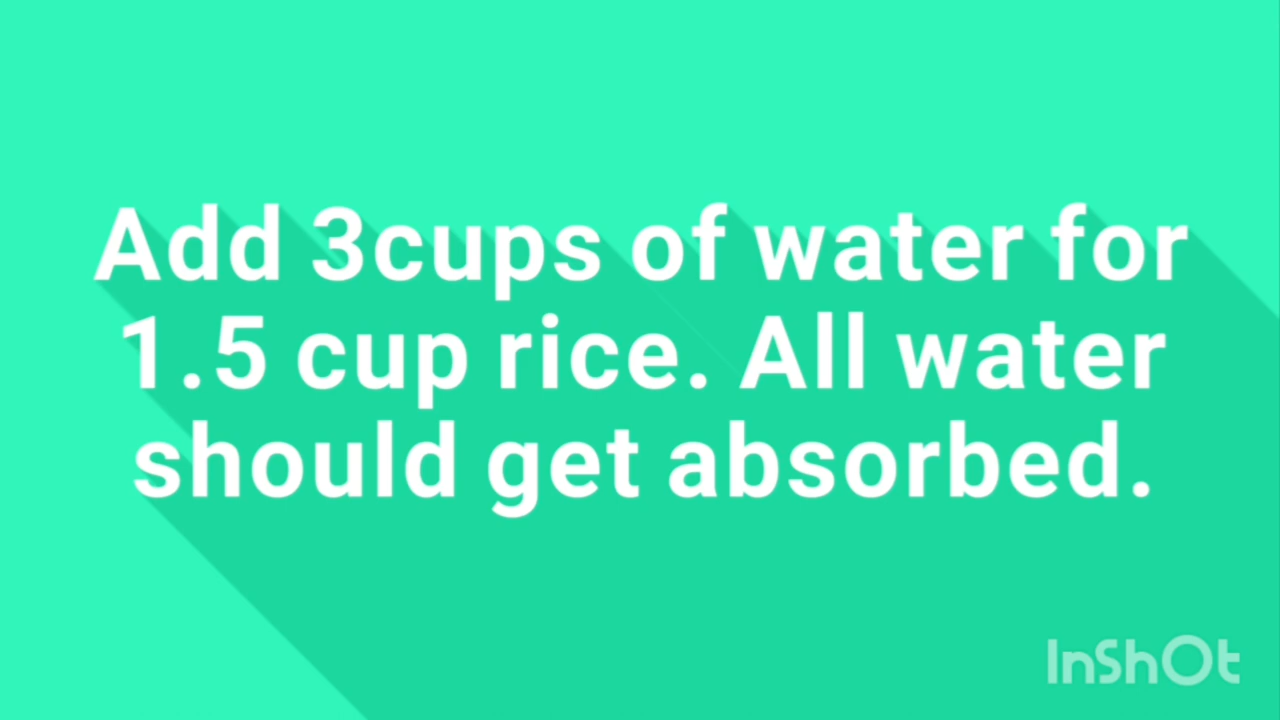 Add 3cups of water for
1.5 cup rice. All water
should get absorbed.
InShOt